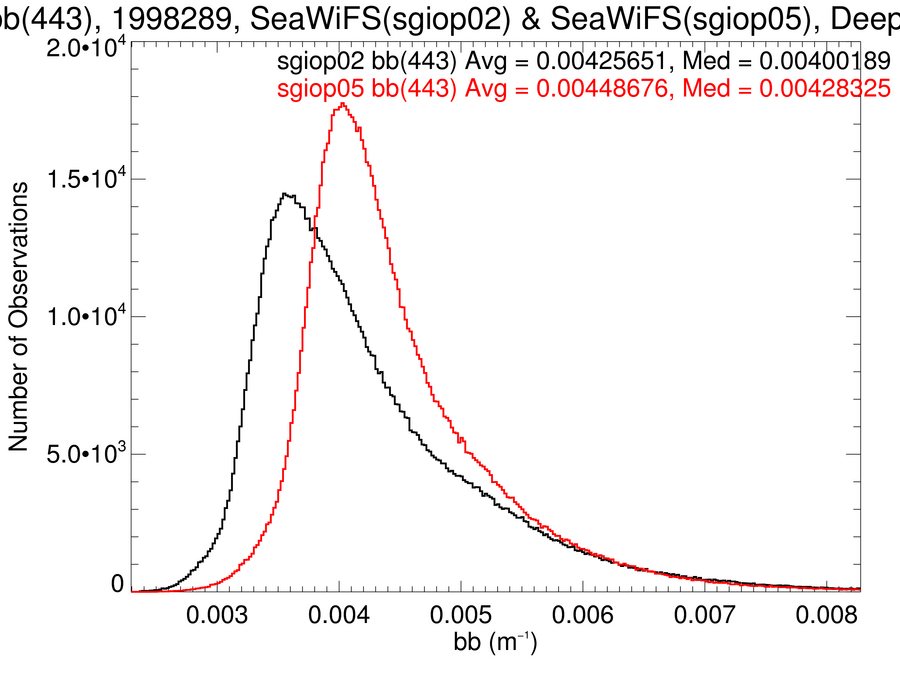 bb(443), 1998289, SeaWiFS(sgiop02) & SeaWiFS(sgiop05), Deep
sgiop02 bb(443) Avg = 0.00425651, Med = 0.00400189
sgiop05 bb(443) Avg = 0.00448676, Med = 0.00428325
2.0•10⁴
1.5•10⁴
1.0•10⁴
5.0•10³
0
Number of Observations
0.003 0.004 0.005 0.006 0.007 0.008
bb (m⁻¹)